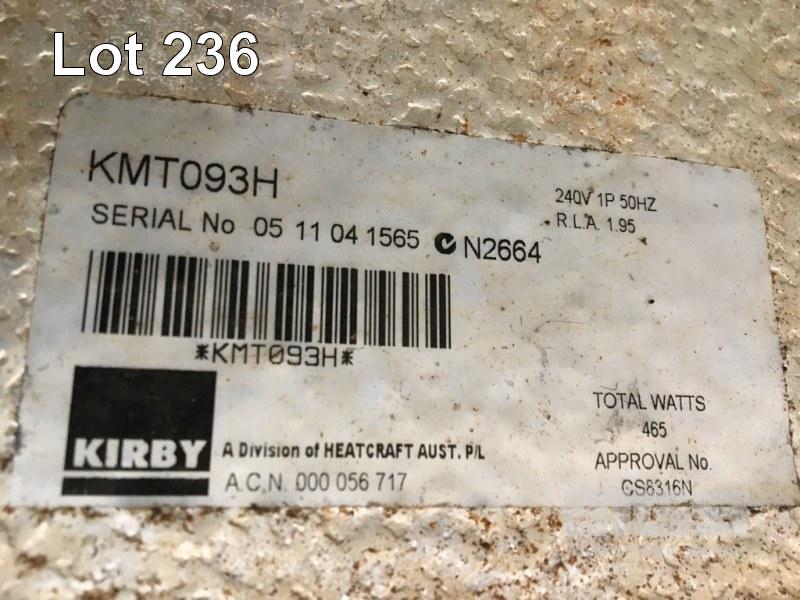 Lot 236
KMT093H
240V 1P 50HZ
R.L.A. 1.95
SERIAL No 05 11 04 1565 N2664
*KMT093H*
KIRBY
A Division of HEATCRAFT AUST. P/L
A.C.N. 000 056 717
TOTAL WATTS
465
APPROVAL No.
CS8316N